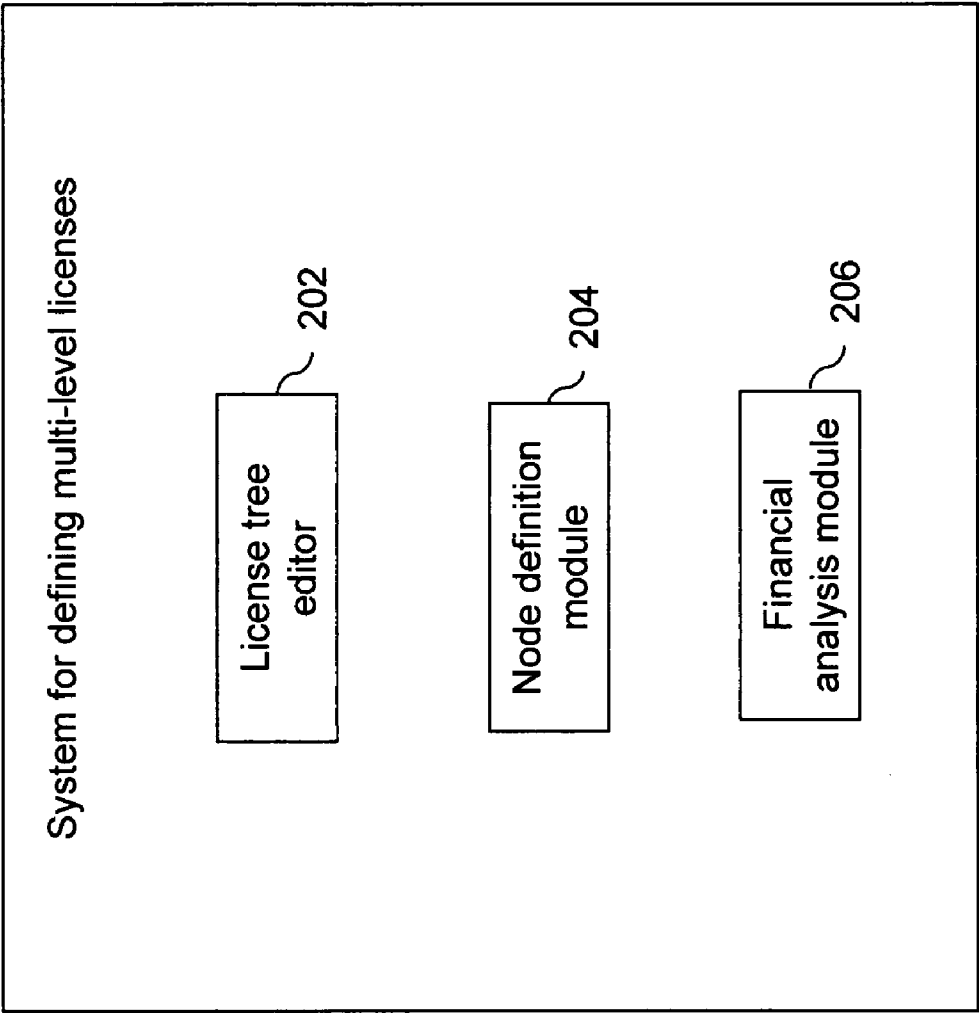 System for defining multi-level licenses
License tree
editor
202
Node definition
module
204
Financial
analysis module
206